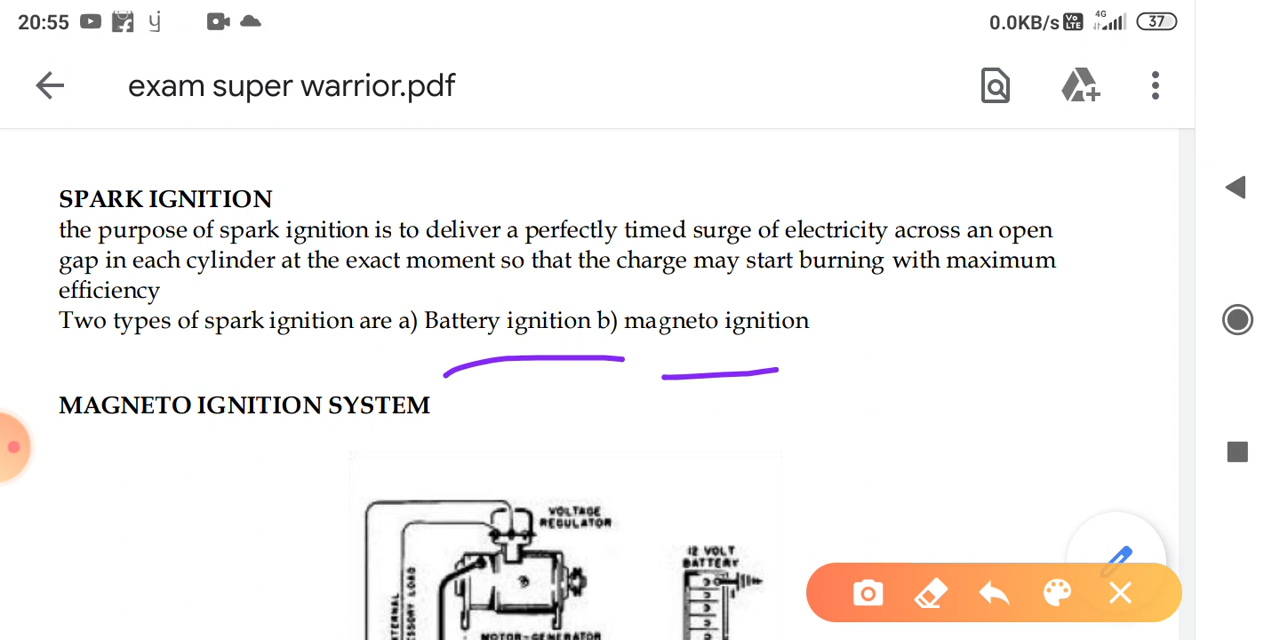 20:55
0.0KB/s Vo LTE 4G 37
exam super warrior.pdf
SPARK IGNITION
the purpose of spark ignition is to deliver a perfectly timed surge of electricity across an open
gap in each cylinder at the exact moment so that the charge may start burning with maximum
efficiency
Two types of spark ignition are a) Battery ignition b) magneto ignition
MAGNETO IGNITION SYSTEM
VOLTAGE
REGULATOR
12 VOLT
BATTERY
MOTOR-GENERATOR